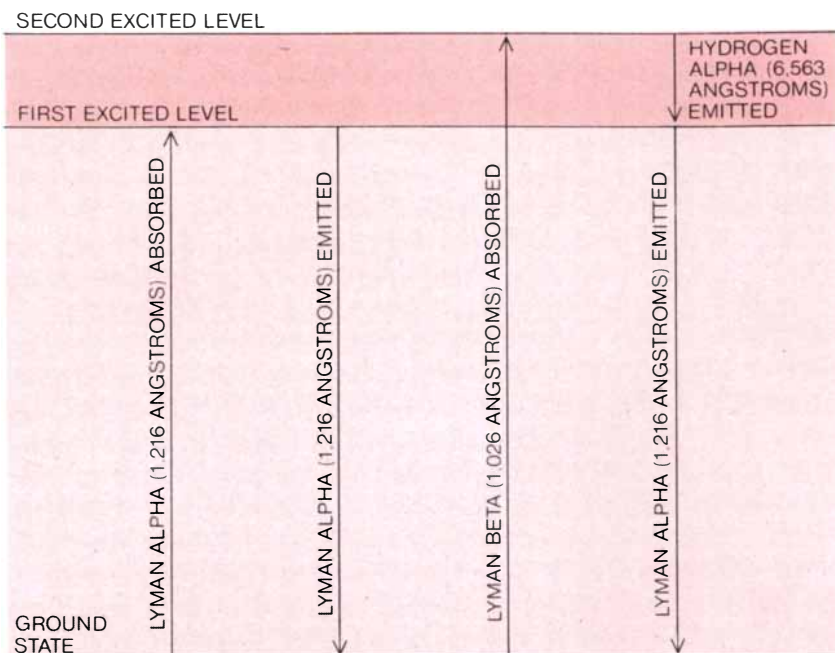 SECOND EXCITED LEVEL
HYDROGEN
ALPHA (6,563
ANGSTROMS)
EMITTED
FIRST EXCITED LEVEL
LYMAN ALPHA (1,216 ANGSTROMS) ABSORBED
LYMAN ALPHA (1,216 ANGSTROMS) EMITTED
LYMAN BETA (1,026 ANGSTROMS) ABSORBED
LYMAN ALPHA (1,216 ANGSTROMS) EMITTED
GROUND
STATE